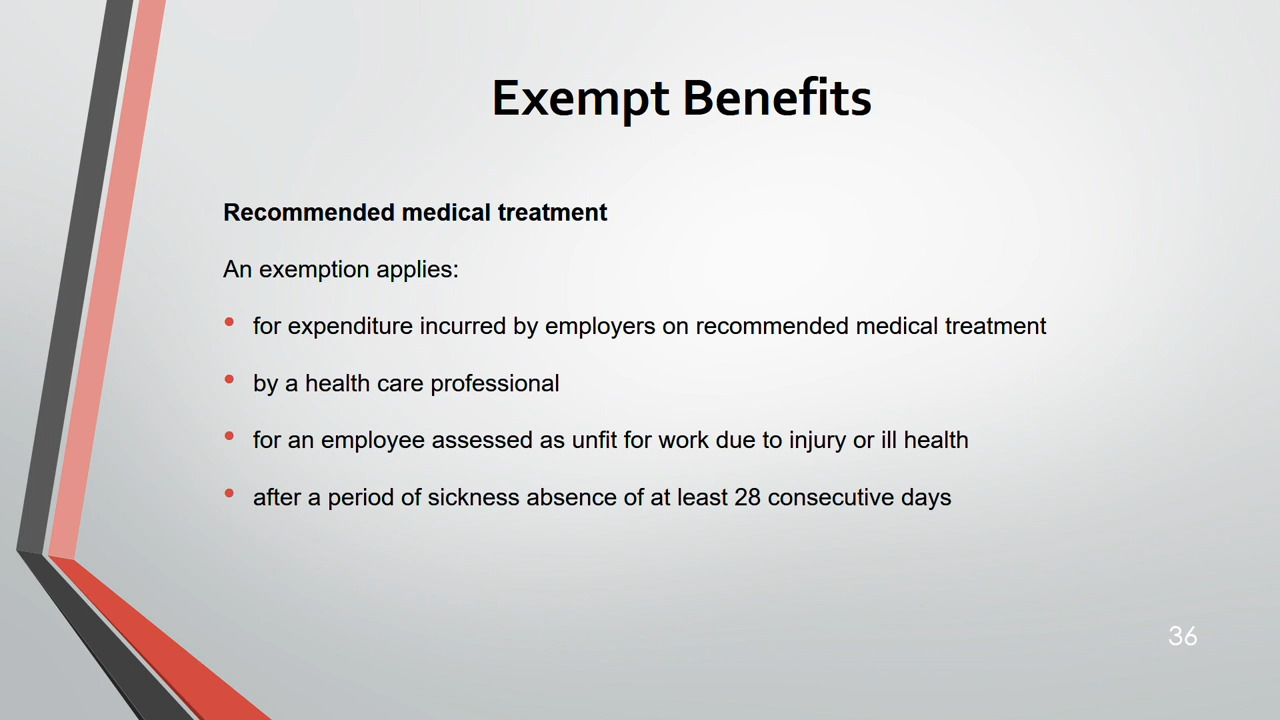 Exempt Benefits
Recommended medical treatment
An exemption applies:
• for expenditure incurred by employers on recommended medical treatment
• by a health care professional
• for an employee assessed as unfit for work due to injury or ill health
• after a period of sickness absence of at least 28 consecutive days
36